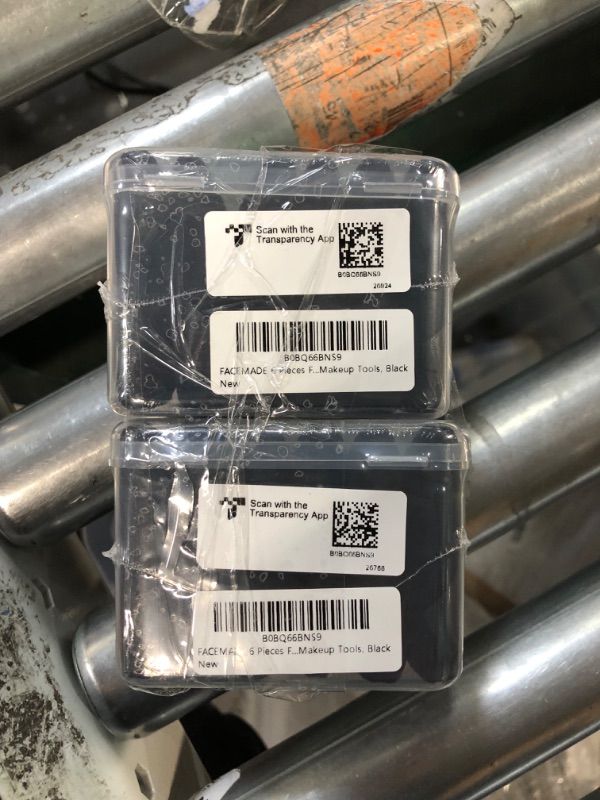 Scan with the
Transparency App
B0BQ66BNS9
26824
B0BQ66BNS9
FACEMADE 6 Pieces F...Makeup Tools, Black
New
Scan with the
Transparency App
B0BQ66BNS9
26768
B0BQ66BNS9
FACEMADE 6 Pieces F...Makeup Tools, Black
New